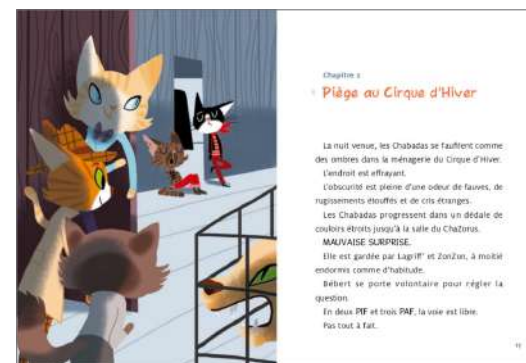 Chapitre 2
Piège au Cirque d'Hiver
La nuit venue, les Chabadas se faufilent comme
des ombres dans la ménagerie du Cirque d'Hiver.
L'endroit est effrayant.
L'obscurité est pleine d'une odeur de fauves, de
rugissements étouffés et de cris étranges.
Les Chabadas progressent dans un dédale de
couloirs étroits jusqu'à la salle du ChaZorus.
MAUVAISE SURPRISE.
Elle est gardée par Lagriff' et ZonZon, à moitié
endormis comme d'habitude.
Bébert se porte volontaire pour régler la
question.
En deux PIF et trois PAF, la voie est libre.
Pas tout à fait.